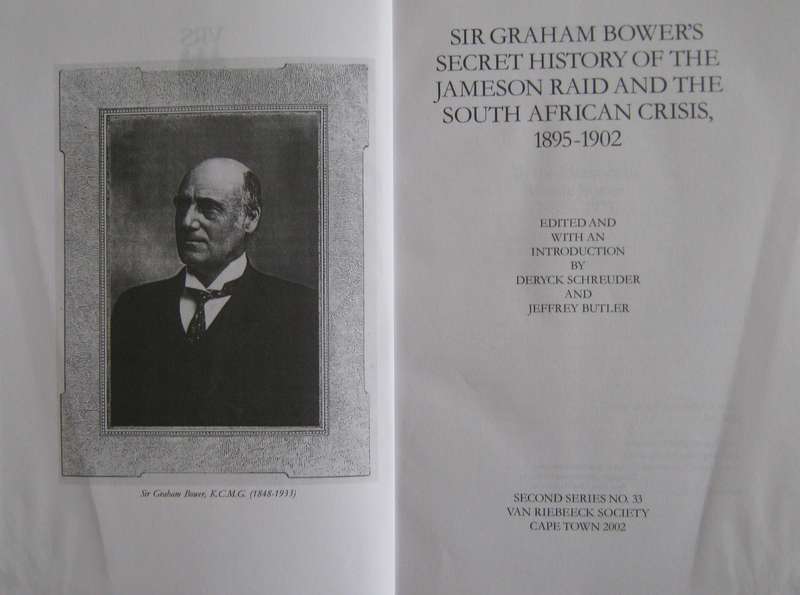 Sir Graham Bower, K.C.M.G. (1848-1933)
SIR GRAHAM BOWER'S
SECRET HISTORY OF THE
JAMESON RAID AND THE
SOUTH AFRICAN CRISIS,
1895-1902
EDITED AND
WITH AN
INTRODUCTION
BY
DERYCK SCHREUDER
AND
JEFFREY BUTLER
SECOND SERIES NO. 33
VAN RIEBEECK SOCIETY
CAPE TOWN 2002